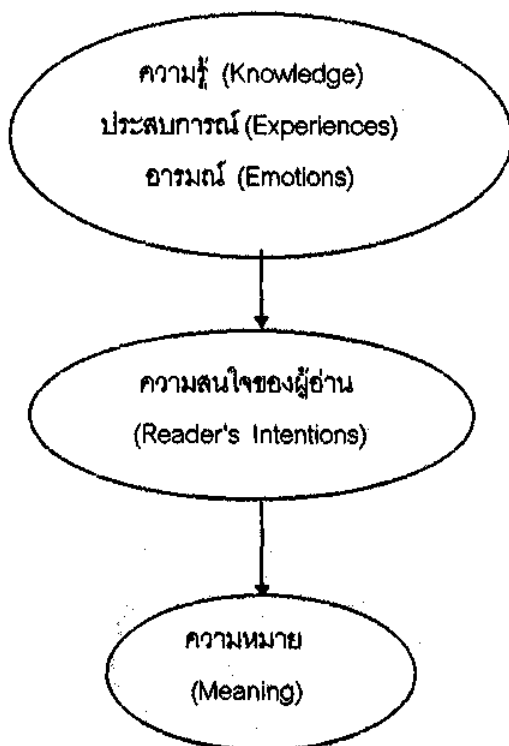 ความรู้ (Knowledge)
ประสบการณ์ (Experiences)
อารมณ์ (Emotions)
ความสนใจของผู้อ่าน
(Reader's Intentions)
ความหมาย
(Meaning)